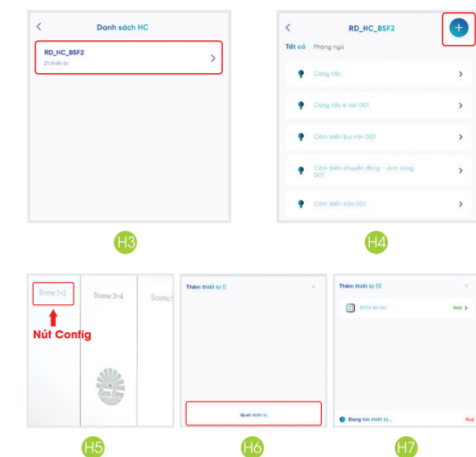 Danh sách HC
RD_HC_B5F2
21 thiết bị
H3
RD_HC_B5F2
Tất cả Phòng ngủ
Công tắc
Công tắc 4 nút 001
Cảm biến bụi mịn 001
Cảm biến chuyển động - ánh sáng
001
Cảm biến cửa 001
H4
Scene:1+2
Scene:3+4
Scene:
Nút Config
H5
Thêm thiết bị ()
Quét thiết bị
H6
Thêm thiết bị (1)
Đang tìm thiết bị...
H7